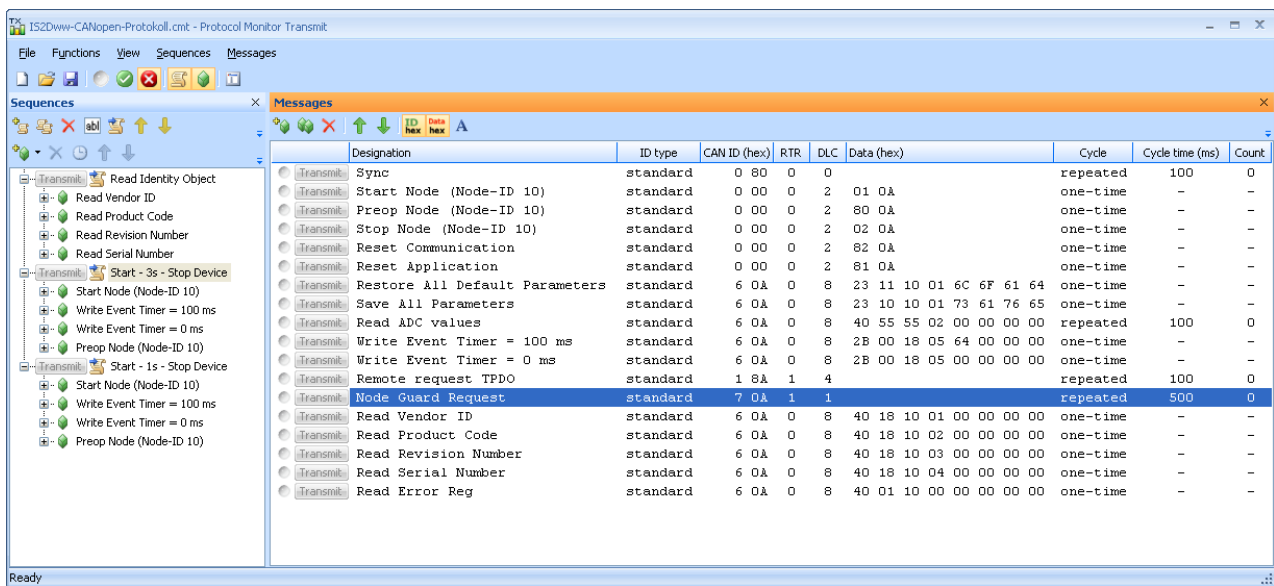 TX
IS2Dww-CANopen-Protokoll.cmt - Protocol Monitor Transmit
File Functions View Sequences Messages
Sequences
abl
Transmit Read Identity Object
Read Vendor ID
Read Product Code
Read Revision Number
Read Serial Number
Transmit Start - 3s - Stop Device
Start Node (Node-ID 10)
Write Event Timer = 100 ms
Write Event Timer = 0 ms
Preop Node (Node-ID 10)
Transmit Start - 1s - Stop Device
Start Node (Node-ID 10)
Write Event Timer = 100 ms
Write Event Timer = 0 ms
Preop Node (Node-ID 10)
Messages
ID hex Data hex A
Designation ID type CAN ID (hex) RTR DLC Data (hex) Cycle Cycle time (ms) Count
Transmit Sync standard 0 80 0 0 repeated 100 0
Transmit Start Node (Node-ID 10) standard 0 00 0 2 01 0A one-time - -
Transmit Preop Node (Node-ID 10) standard 0 00 0 2 80 0A one-time - -
Transmit Stop Node (Node-ID 10) standard 0 00 0 2 02 0A one-time - -
Transmit Reset Communication standard 0 00 0 2 82 0A one-time - -
Transmit Reset Application standard 0 00 0 2 81 0A one-time - -
Transmit Restore All Default Parameters standard 6 0A 0 8 23 11 10 01 6C 6F 61 64 one-time - -
Transmit Save All Parameters standard 6 0A 0 8 23 10 10 01 73 61 76 65 one-time - -
Transmit Read ADC values standard 6 0A 0 8 40 55 55 02 00 00 00 00 repeated 100 0
Transmit Write Event Timer = 100 ms standard 6 0A 0 8 2B 00 18 05 64 00 00 00 one-time - -
Transmit Write Event Timer = 0 ms standard 6 0A 0 8 2B 00 18 05 00 00 00 00 one-time - -
Transmit Remote request TPDO standard 1 8A 1 4 repeated 100 0
Transmit Node Guard Request standard 7 0A 1 1 repeated 500 0
Transmit Read Vendor ID standard 6 0A 0 8 40 18 10 01 00 00 00 00 one-time - -
Transmit Read Product Code standard 6 0A 0 8 40 18 10 02 00 00 00 00 one-time - -
Transmit Read Revision Number standard 6 0A 0 8 40 18 10 03 00 00 00 00 one-time - -
Transmit Read Serial Number standard 6 0A 0 8 40 18 10 04 00 00 00 00 one-time - -
Transmit Read Error Reg standard 6 0A 0 8 40 01 10 00 00 00 00 00 one-time - -
Ready